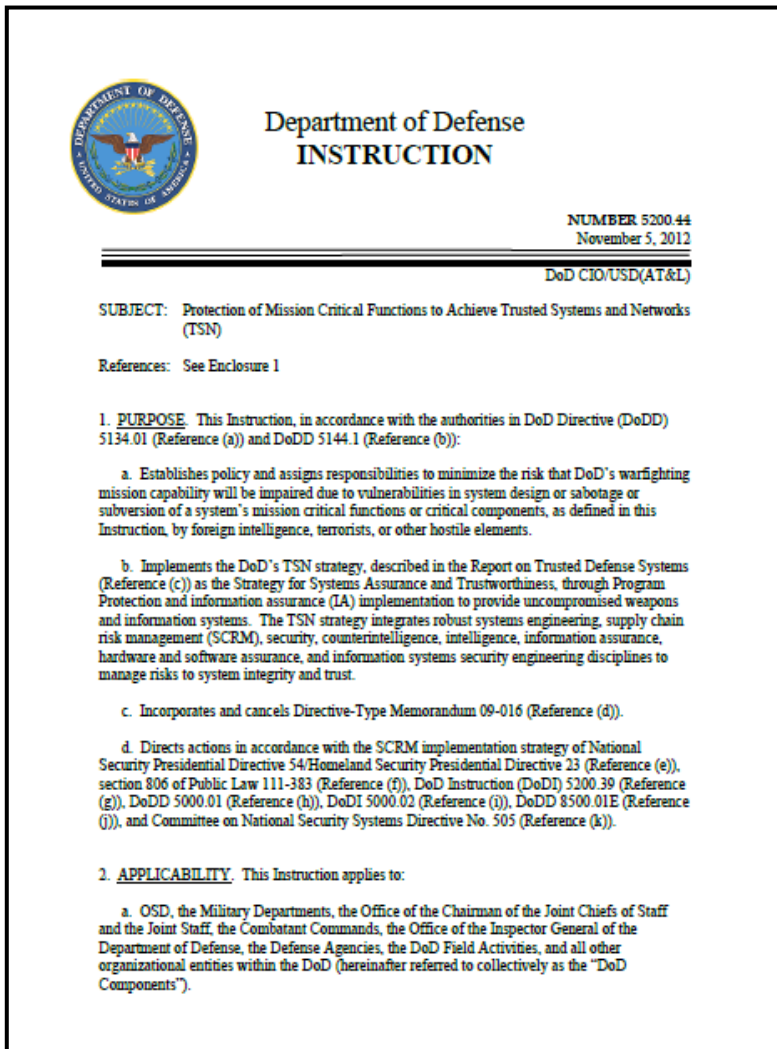 DEPARTMENT OF DEFENSE
UNITED STATES OF AMERICA
Department of Defense
INSTRUCTION
NUMBER 5200.44
November 5, 2012
DoD CIO/USD(AT&L)
SUBJECT: Protection of Mission Critical Functions to Achieve Trusted Systems and Networks
(TSN)
References: See Enclosure 1
1. PURPOSE. This Instruction, in accordance with the authorities in DoD Directive (DoDD)
5134.01 (Reference (a)) and DoDD 5144.1 (Reference (b)):
a. Establishes policy and assigns responsibilities to minimize the risk that DoD's warfighting
mission capability will be impaired due to vulnerabilities in system design or sabotage or
subversion of a system's mission critical functions or critical components, as defined in this
Instruction, by foreign intelligence, terrorists, or other hostile elements.
b. Implements the DoD's TSN strategy, described in the Report on Trusted Defense Systems
(Reference (c)) as the Strategy for Systems Assurance and Trustworthiness, through Program
Protection and information assurance (IA) implementation to provide uncompromised weapons
and information systems. The TSN strategy integrates robust systems engineering, supply chain
risk management (SCRM), security, counterintelligence, intelligence, information assurance,
hardware and software assurance, and information systems security engineering disciplines to
manage risks to system integrity and trust.
c. Incorporates and cancels Directive-Type Memorandum 09-016 (Reference (d)).
d. Directs actions in accordance with the SCRM implementation strategy of National
Security Presidential Directive 54/Homeland Security Presidential Directive 23 (Reference (e)),
section 806 of Public Law 111-383 (Reference (f)), DoD Instruction (DoDI) 5200.39 (Reference
(g)), DoDD 5000.01 (Reference (h)), DoDI 5000.02 (Reference (i)), DoDD 8500.01E (Reference
(j)), and Committee on National Security Systems Directive No. 505 (Reference (k)).
2. APPLICABILITY. This Instruction applies to:
a. OSD, the Military Departments, the Office of the Chairman of the Joint Chiefs of Staff
and the Joint Staff, the Combatant Commands, the Office of the Inspector General of the
Department of Defense, the Defense Agencies, the DoD Field Activities, and all other
organizational entities within the DoD (hereinafter referred to collectively as the “DoD
Components”).